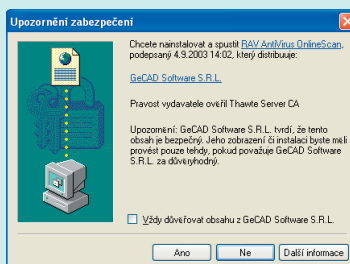 Upozornění zabezpečení
Chcete nainstalovat a spustit RAV AntiVirus OnlineScan,
podepsaný 4.9.2003 14:02, který distribuuje:
GeCAD Software S.R.L.
Pravost vydavatele ověřil Thawte Server CA
Upozornění: GeCAD Software S.R.L. tvrdí, že tento
obsah je bezpečný. Jeho zobrazení či instalaci byste měli
provést pouze tehdy, pokud považuje GeCAD Software
S.R.L. za důvěryhodný.
Vždy důvěřovat obsahu z GeCAD Software S.R.L.
Ano
Ne
Další informace